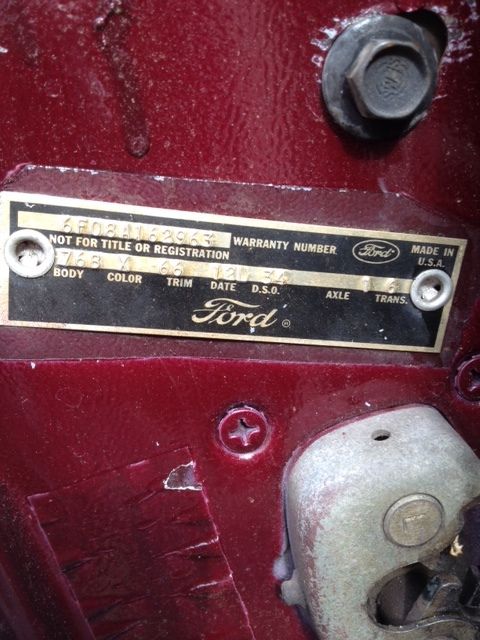 6F08A162963
NOT FOR TITLE OR REGISTRATION WARRANTY NUMBER Ford MADE IN U.S.A.
76B 66 34 6
BODY COLOR TRIM DATE D.S.O. AXLE TRANS.
Ford ®